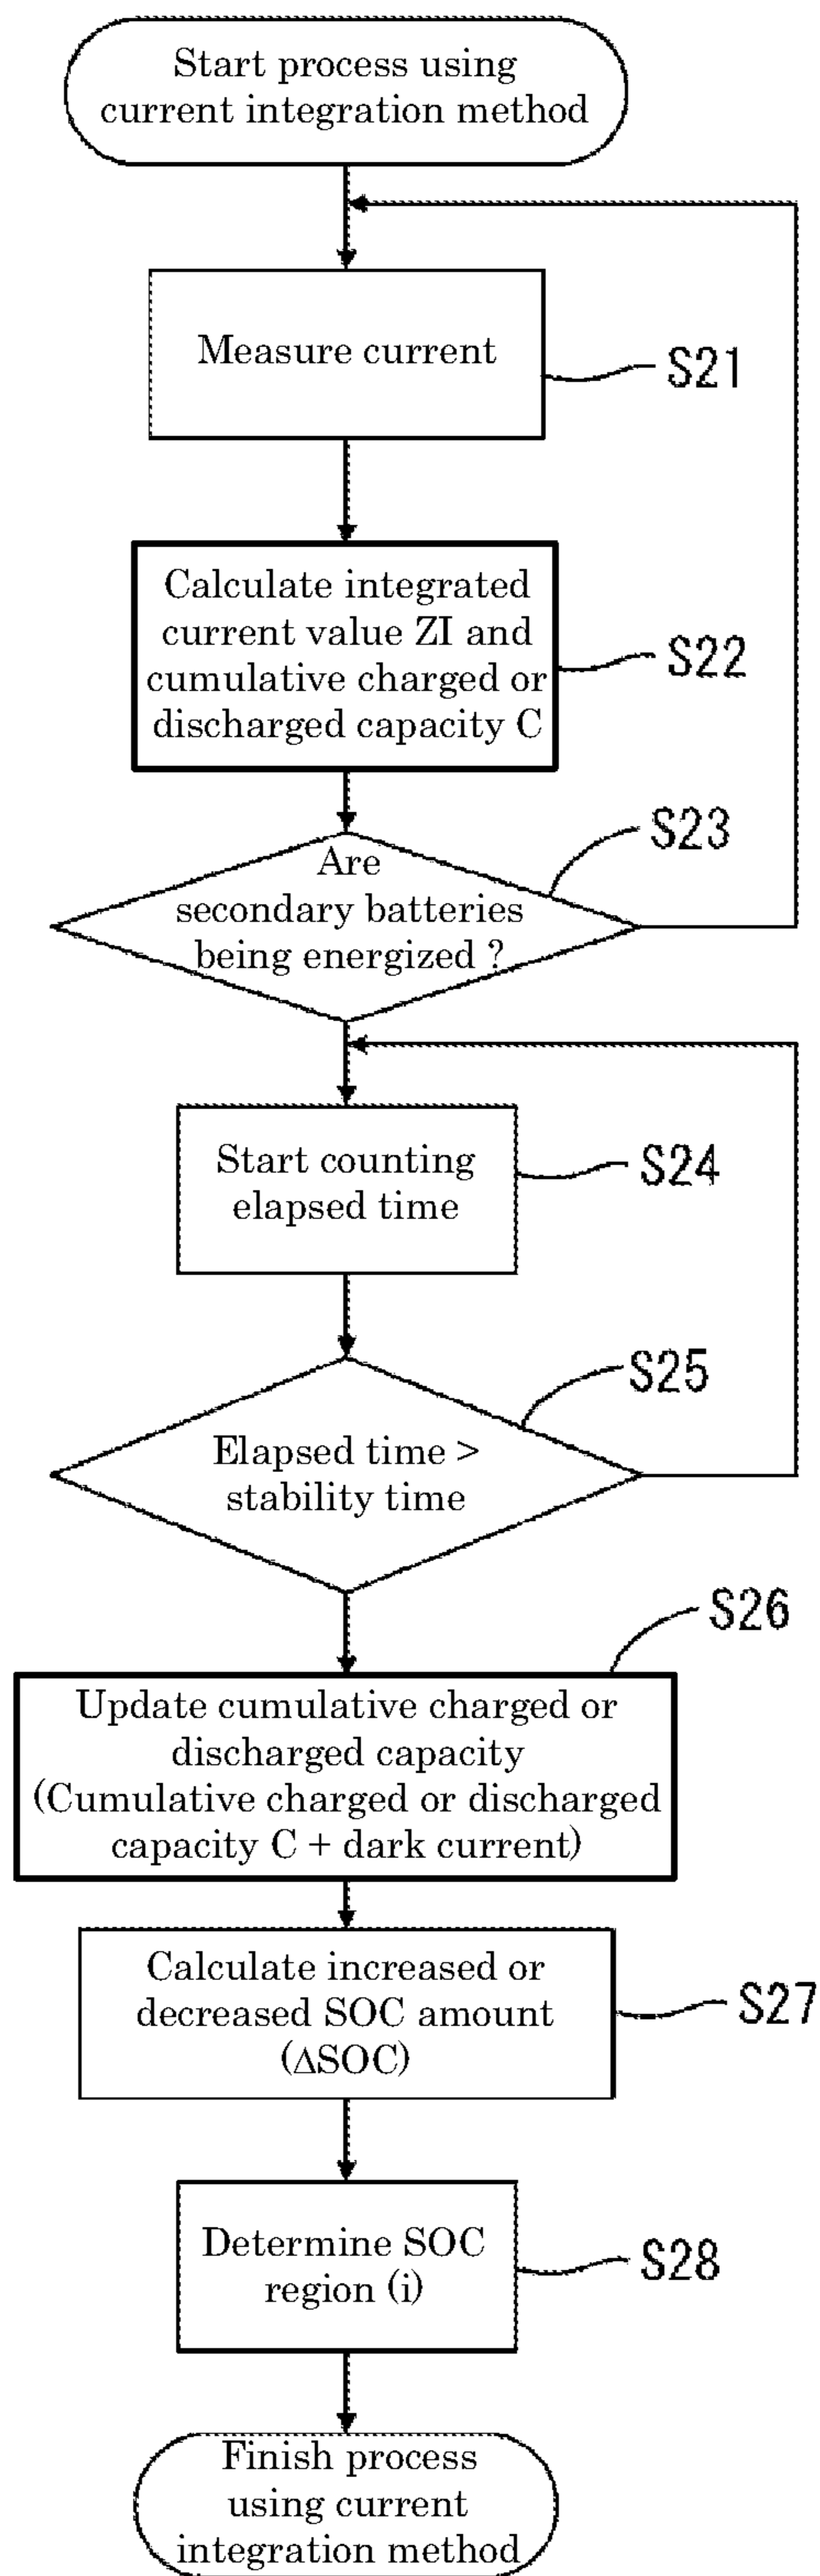 Start process using
current integration method
Measure current
S21
Calculate integrated
current value ZI and
cumulative charged or
discharged capacity C
S22
S23
Are
secondary batteries
being energized ?
Start counting
elapsed time
S24
S25
Elapsed time >
stability time
S26
Update cumulative charged or
discharged capacity
(Cumulative charged or discharged
capacity C + dark current)
Calculate increased or
decreased SOC amount
(ΔSOC)
S27
Determine SOC
region (i)
S28
Finish process
using current
integration method